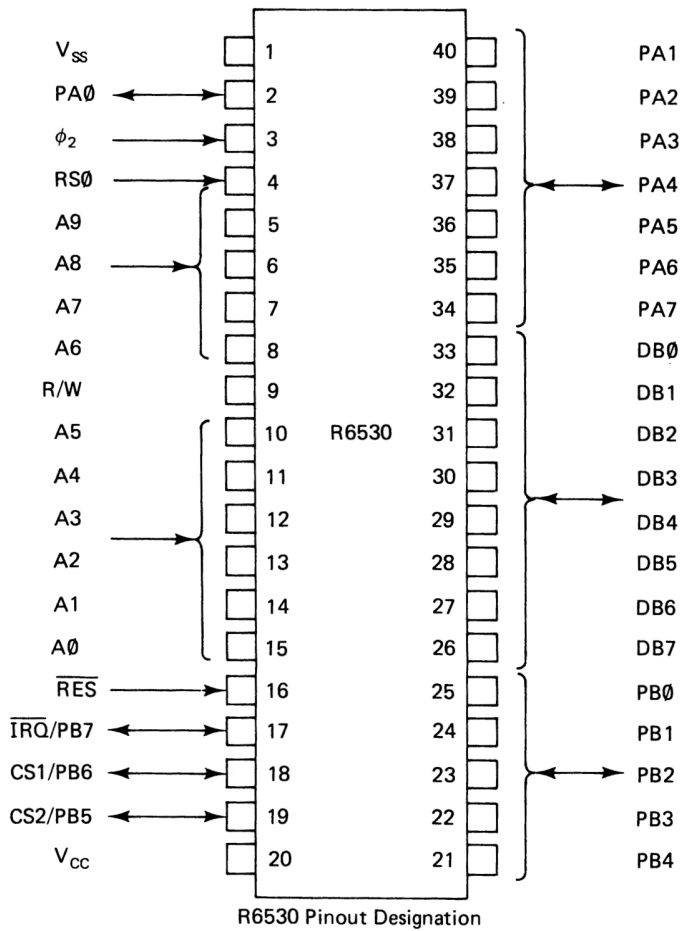 V_SS 1 40 PA1
PAØ 2 39 PA2
ϕ₂ 3 38 PA3
RSØ 4 37 PA4
A9 5 36 PA5
A8 6 35 PA6
A7 7 34 PA7
A6 8 33 DBØ
R/W 9 32 DB1
A5 10 R6530 31 DB2
A4 11 30 DB3
A3 12 29 DB4
A2 13 28 DB5
A1 14 27 DB6
AØ 15 26 DB7
R̅E̅S̅ 16 25 PBØ
I̅R̅Q̅/PB7 17 24 PB1
CS1/PB6 18 23 PB2
CS2/PB5 19 22 PB3
V_CC 20 21 PB4
R6530 Pinout Designation